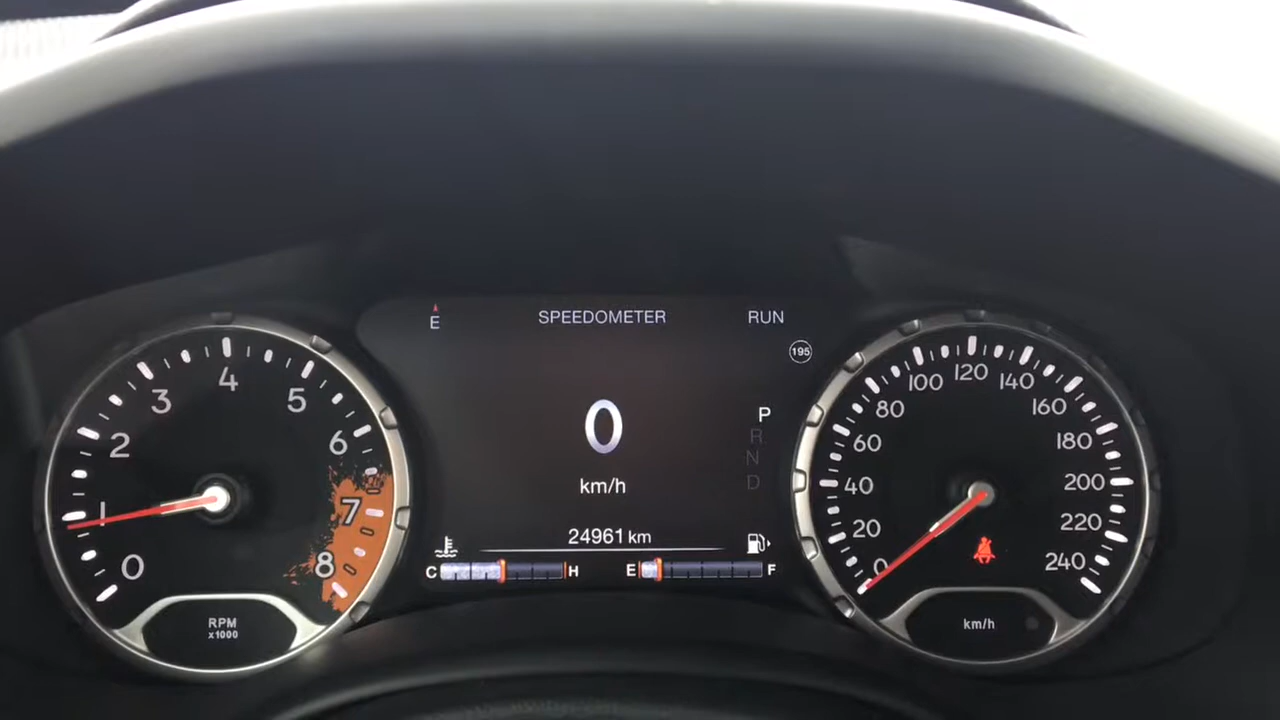 E SPEEDOMETER RUN
195
0
km/h
24961 km
C H E F
P
R
N
D
0 1 2 3 4 5 6 7 8
RPM
x1000
0 20 40 60 80 100 120 140 160 180 200 220 240
km/h